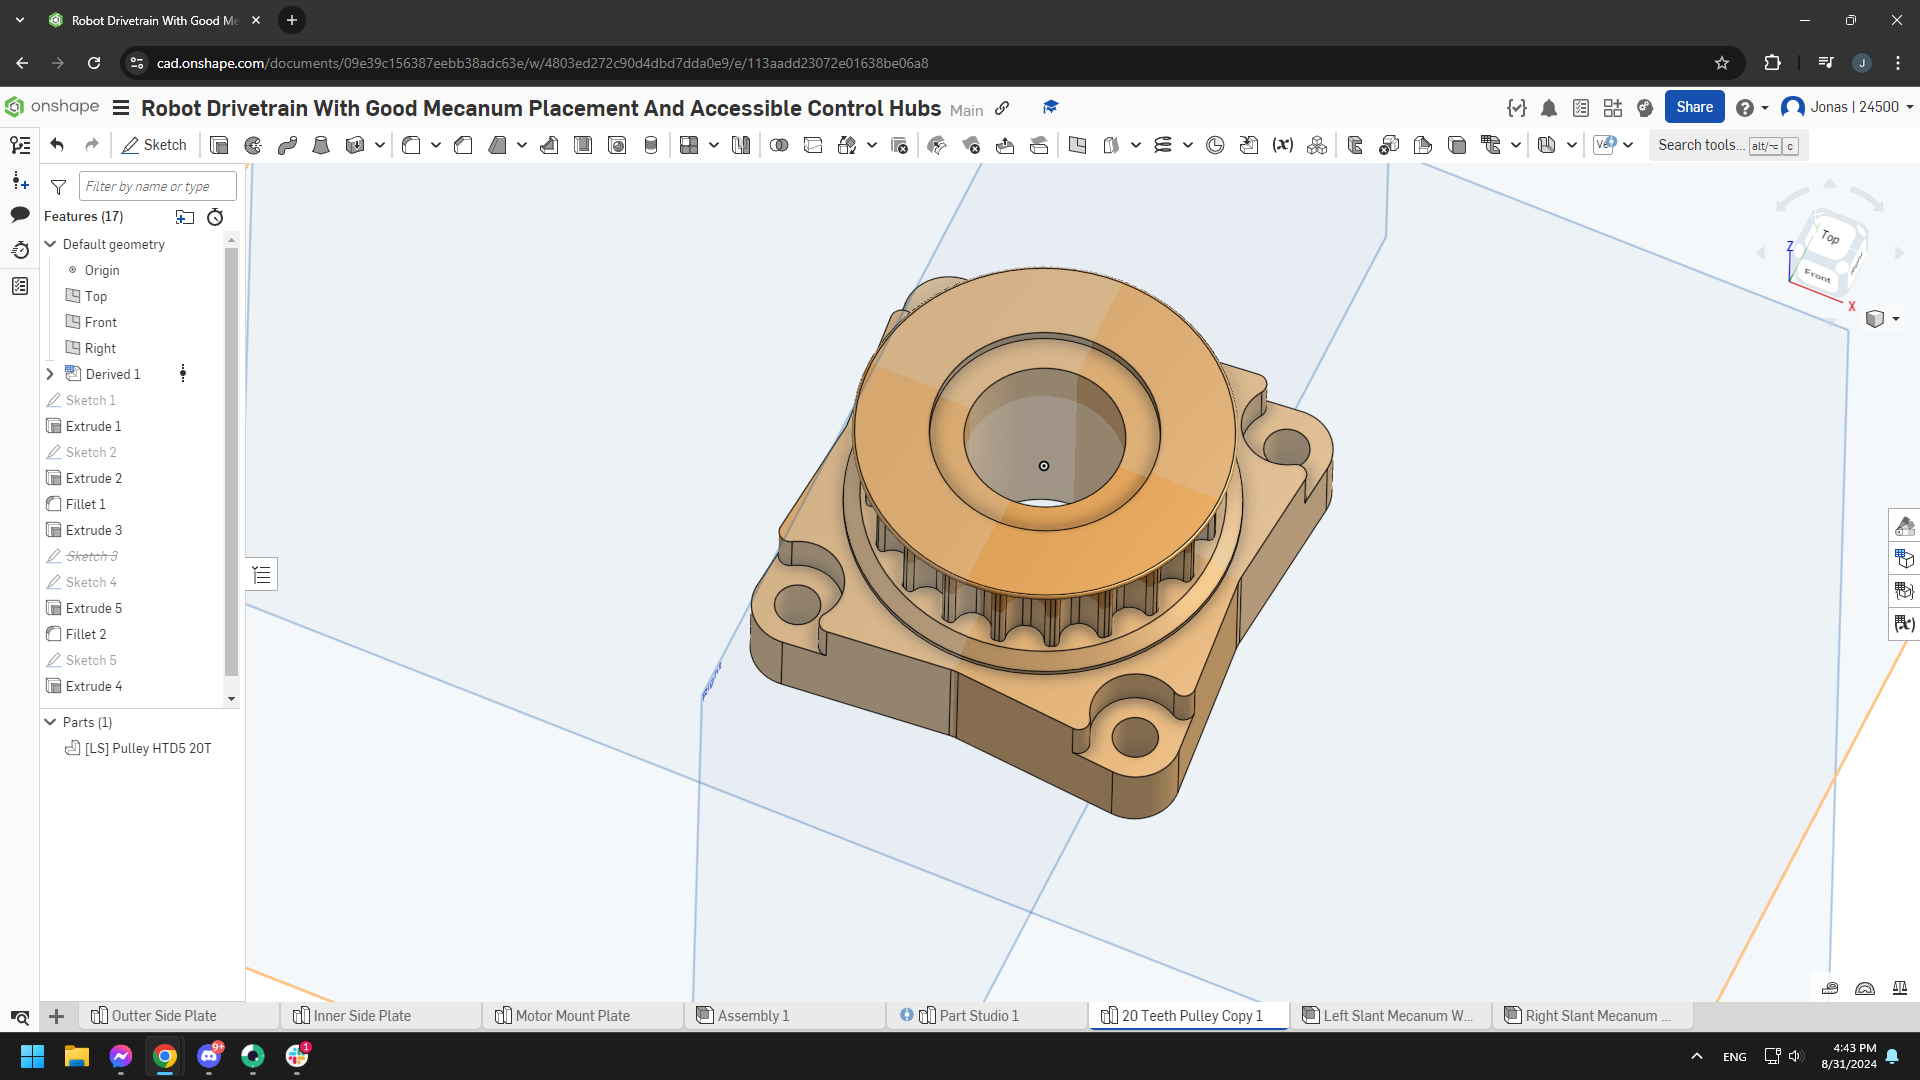 Robot Drivetrain With Good Me
cad.onshape.com/documents/09e39c156387eebb38adc63e/w/4803ed272c90d4dbd7dda0e9/e/113aadd23072e01638be06a8
J
onshape
Robot Drivetrain With Good Mecanum Placement And Accessible Control Hubs
Main
Share
Jonas | 24500
Sketch
Search tools... alt/⌥ c
Filter by name or type
Features (17)
Default geometry
Origin
Top
Front
Right
Derived 1
Sketch 1
Extrude 1
Sketch 2
Extrude 2
Fillet 1
Extrude 3
Sketch 3
Sketch 4
Extrude 5
Fillet 2
Sketch 5
Extrude 4
Parts (1)
[LS] Pulley HTD5 20T
Z
Y
Top
Front
X
Outter Side Plate
Inner Side Plate
Motor Mount Plate
Assembly 1
Part Studio 1
20 Teeth Pulley Copy 1
Left Slant Mecanum W...
Right Slant Mecanum ...
9+
1
ENG
4:43 PM
8/31/2024